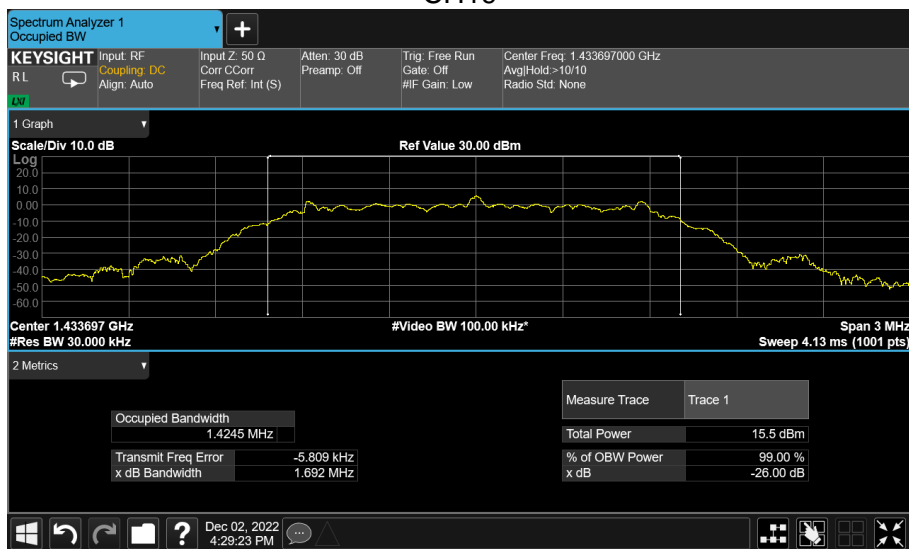 Spectrum Analyzer 1
Occupied BW
KEYSIGHT
R L
LXI
Input: RF
Coupling: DC
Align: Auto
Input Z: 50 Ω
Corr CCorr
Freq Ref: Int (S)
Atten: 30 dB
Preamp: Off
Trig: Free Run
Gate: Off
#IF Gain: Low
Center Freq: 1.433697000 GHz
Avg|Hold:>10/10
Radio Std: None
1 Graph
Scale/Div 10.0 dB
Ref Value 30.00 dBm
Log
20.0
10.0
0.00
-10.0
-20.0
-30.0
-40.0
-50.0
-60.0
Center 1.433697 GHz
#Video BW 100.00 kHz*
Span 3 MHz
#Res BW 30.000 kHz
Sweep 4.13 ms (1001 pts)
2 Metrics
Occupied Bandwidth
1.4245 MHz
Transmit Freq Error -5.809 kHz
x dB Bandwidth 1.692 MHz
Measure Trace Trace 1
Total Power 15.5 dBm
% of OBW Power 99.00 %
x dB -26.00 dB
?
Dec 02, 2022
4:29:23 PM